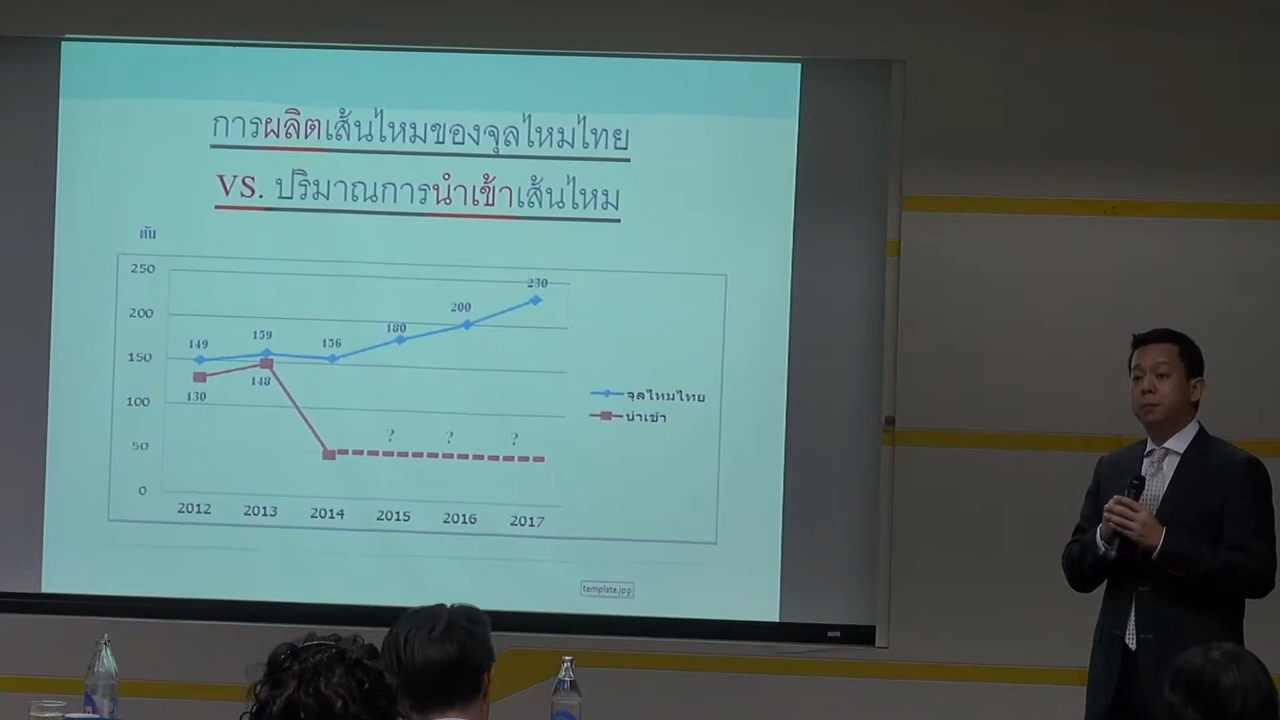 การผลิตเส้นไหมของจุลไหมไทย
VS. ปริมาณการนำเข้าเส้นไหม
ตัน
250
200
150
100
50
0
149 159 156 180 200 230
130 148
? ? ?
2012 2013 2014 2015 2016 2017
จุลไหมไทย
นำเข้า
template.jpg